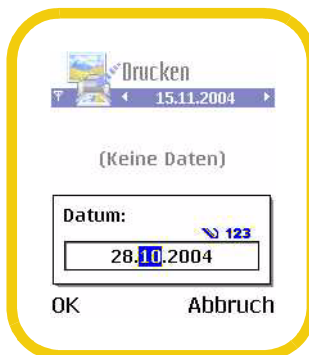 Drucken
15.11.2004
(Keine Daten)
Datum:
123
28.10.2004
OK Abbruch